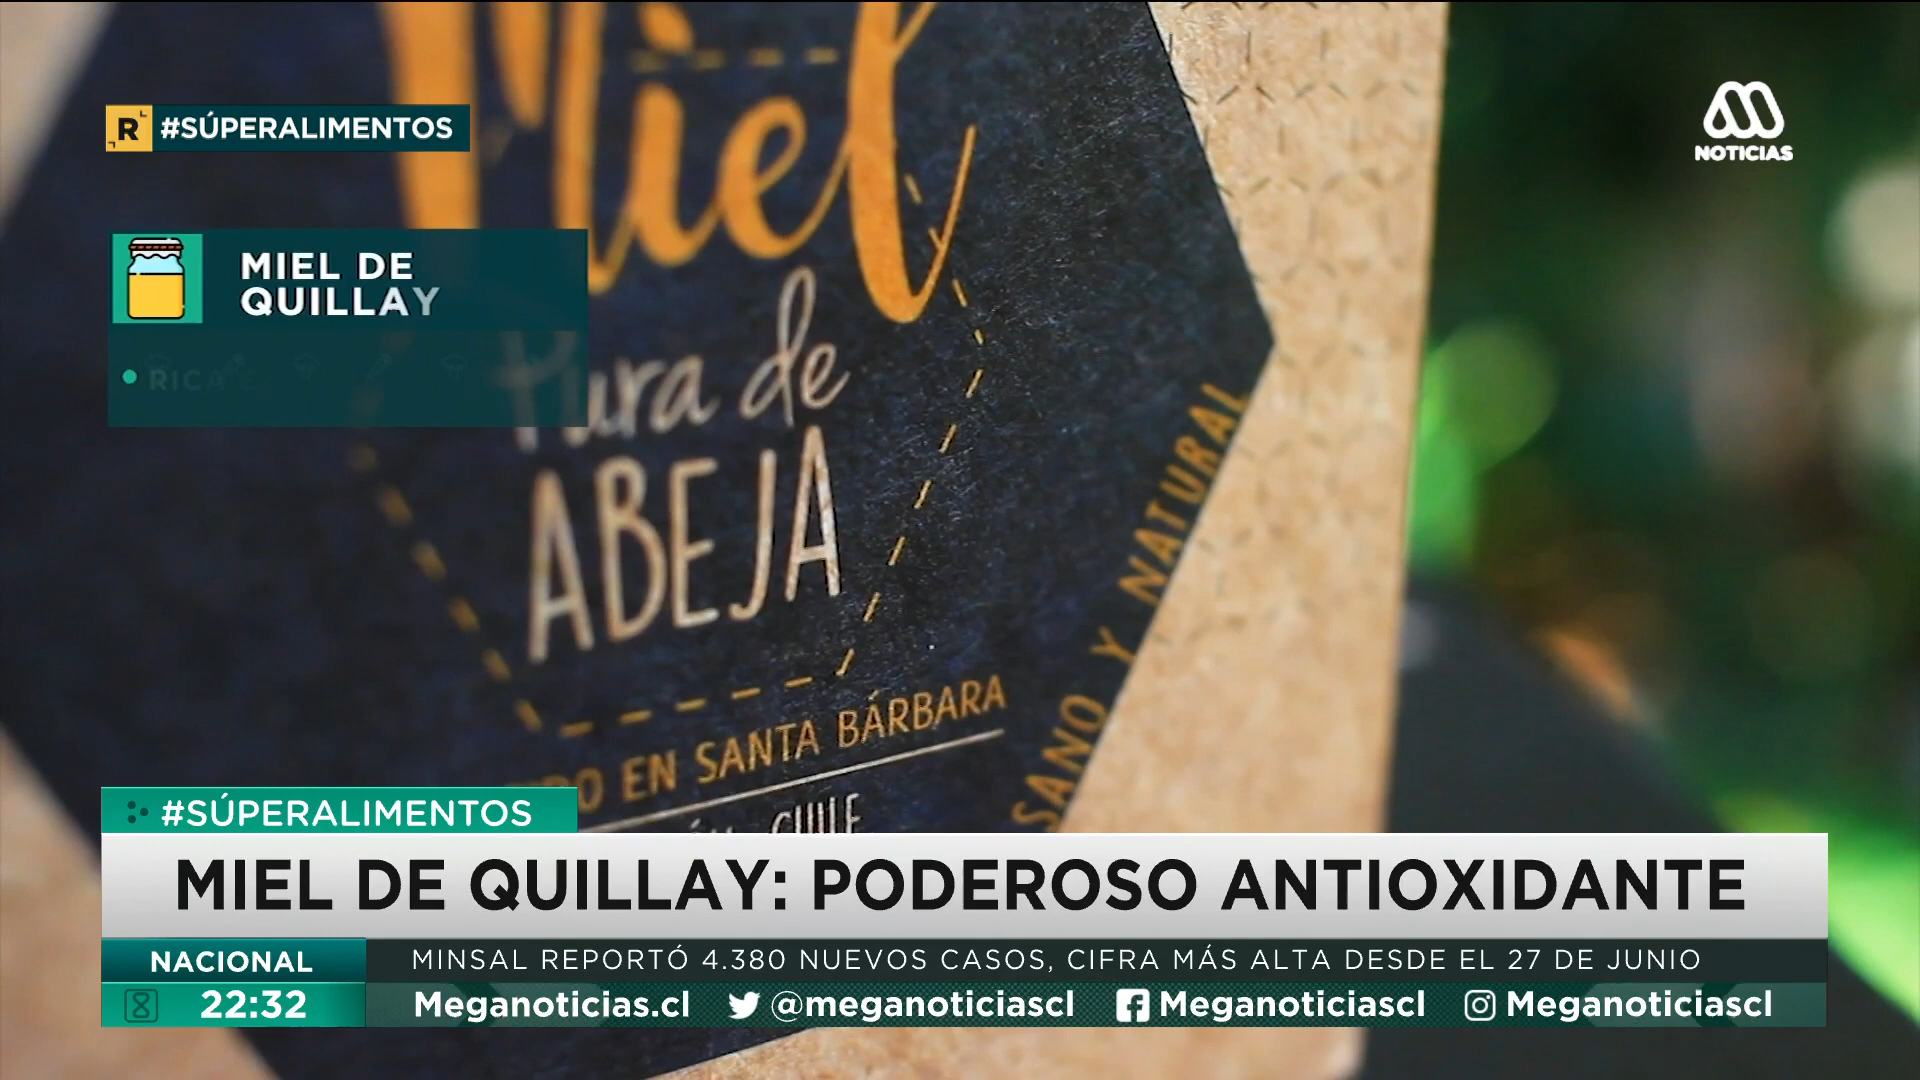 Miel
R #SÚPERALIMENTOS
NOTICIAS
MIEL DE
QUILLAY
RICA
Pura de
ABEJA
EN SANTA BÁRBARA
CHILE
SANO Y NATURAL
#SÚPERALIMENTOS
MIEL DE QUILLAY: PODEROSO ANTIOXIDANTE
NACIONAL
MINSAL REPORTÓ 4.380 NUEVOS CASOS, CIFRA MÁS ALTA DESDE EL 27 DE JUNIO
22:32
Meganoticias.cl @meganoticiascl Meganoticiascl Meganoticiascl